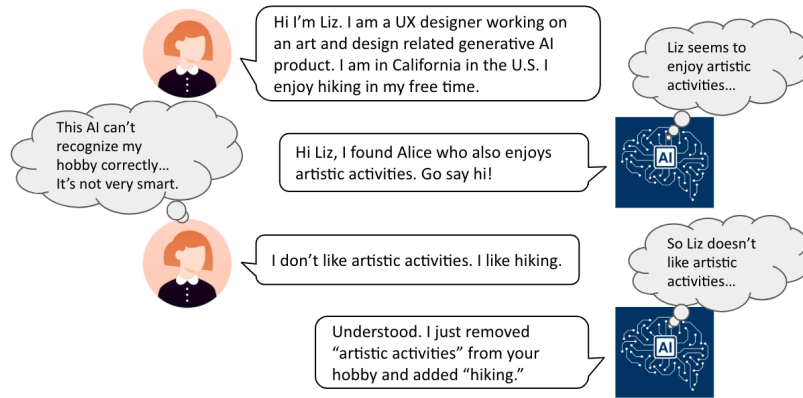 Hi I'm Liz. I am a UX designer working on
an art and design related generative AI
product. I am in California in the U.S. I
enjoy hiking in my free time.
Liz seems to
enjoy artistic
activities...
AI
Hi Liz, I found Alice who also enjoys
artistic activities. Go say hi!
This AI can't
recognize my
hobby correctly...
It's not very smart.
I don't like artistic activities. I like hiking.
So Liz doesn't
like artistic
activities...
AI
Understood. I just removed
“artistic activities” from your
hobby and added “hiking.”